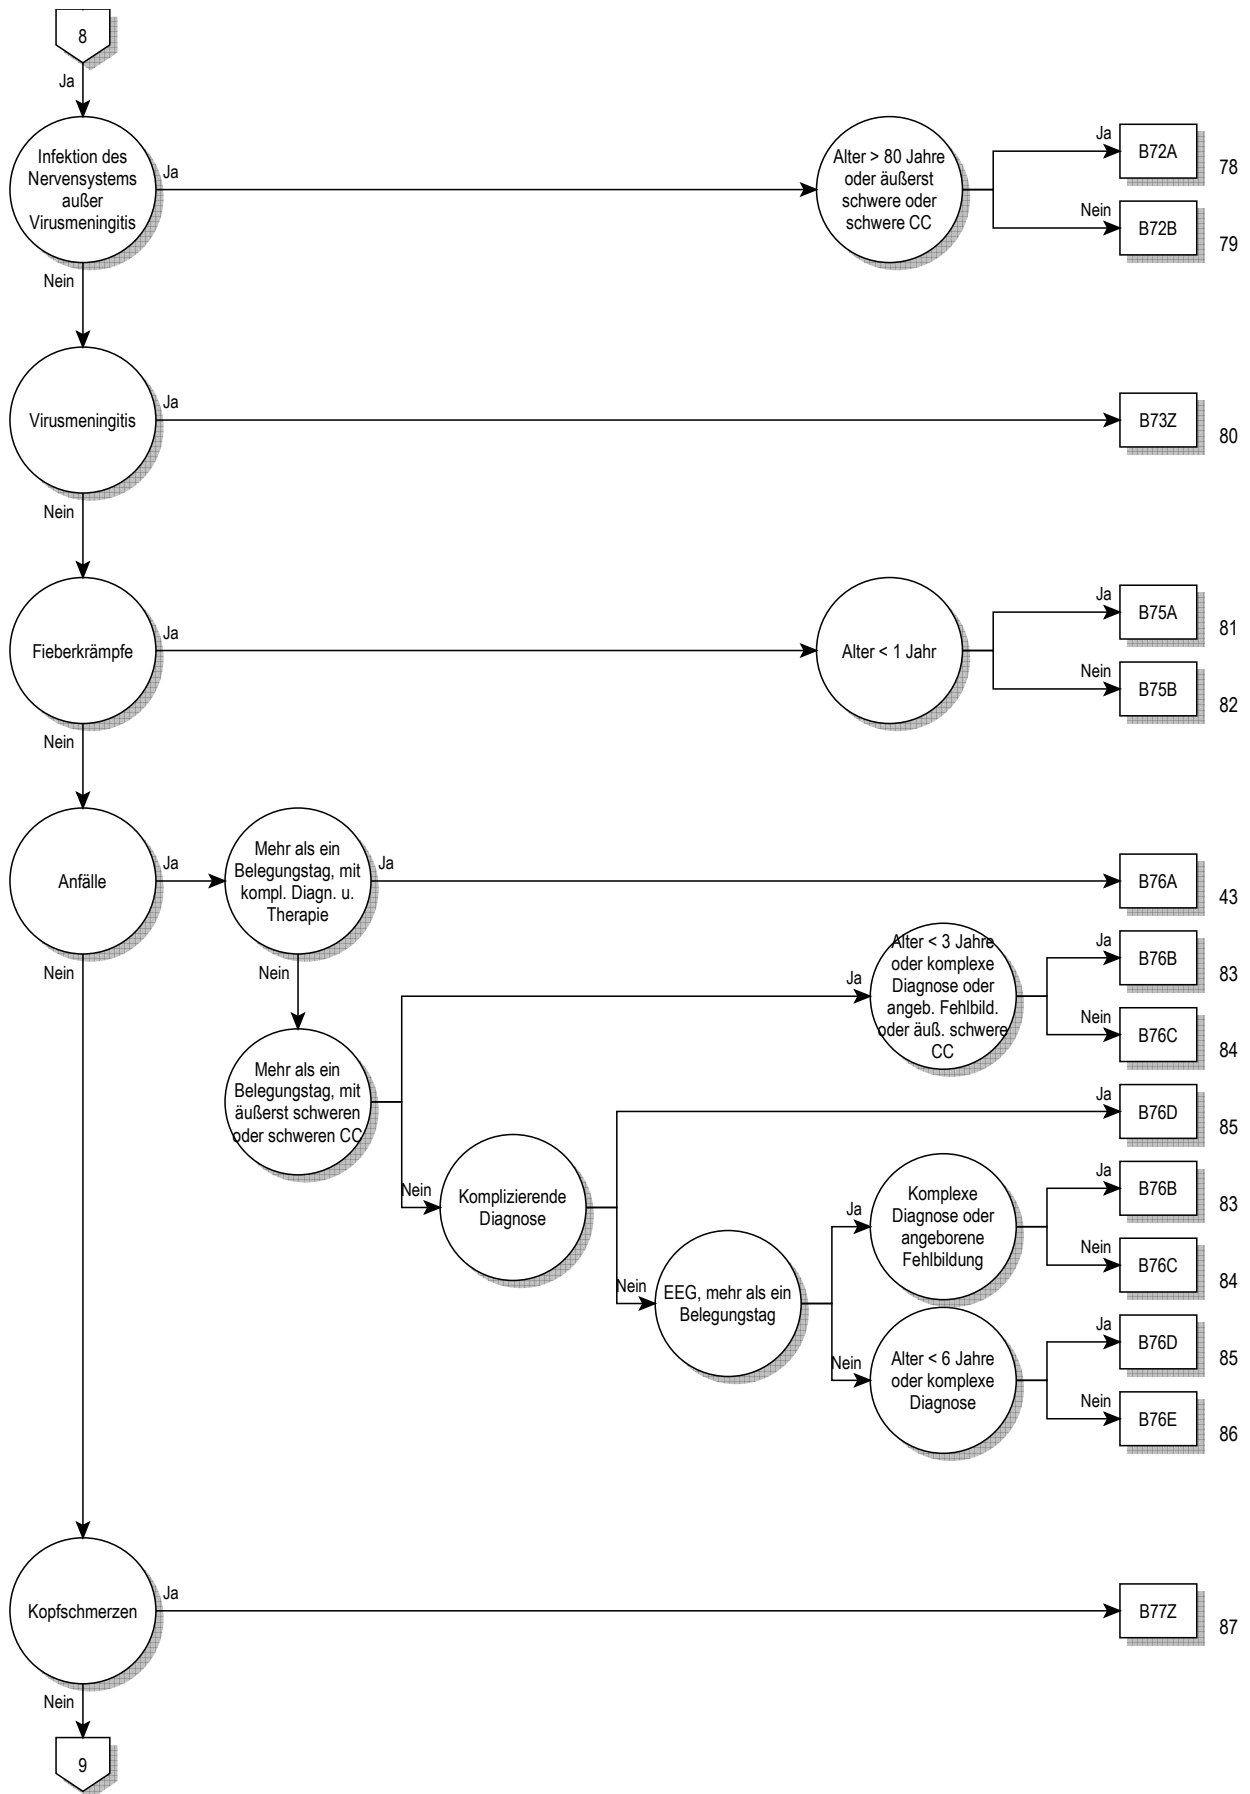 8
Ja
Infektion des
Nervensystems
außer
Virusmeningitis
Ja
Alter > 80 Jahre
oder äußerst
schwere oder
schwere CC
Ja
B72A
78
Nein
B72B
79
Nein
Virusmeningitis
Ja
B73Z
80
Nein
Fieberkrämpfe
Ja
Alter < 1 Jahr
Ja
B75A
81
Nein
B75B
82
Nein
Anfälle
Ja
Mehr als ein
Belegungstag, mit
kompl. Diagn. u.
Therapie
Ja
B76A
43
Nein
Nein
Mehr als ein
Belegungstag, mit
äußerst schweren
oder schweren CC
Ja
Alter < 3 Jahre
oder komplexe
Diagnose oder
angeb. Fehlbild.
oder äuß. schwere
CC
Ja
B76B
83
Nein
B76C
84
Nein
Komplizierende
Diagnose
Ja
B76D
85
Nein
EEG, mehr als ein
Belegungstag
Ja
Komplexe
Diagnose oder
angeborene
Fehlbildung
Ja
B76B
83
Nein
B76C
84
Nein
Alter < 6 Jahre
oder komplexe
Diagnose
Ja
B76D
85
Nein
B76E
86
Kopfschmerzen
Ja
B77Z
87
Nein
9